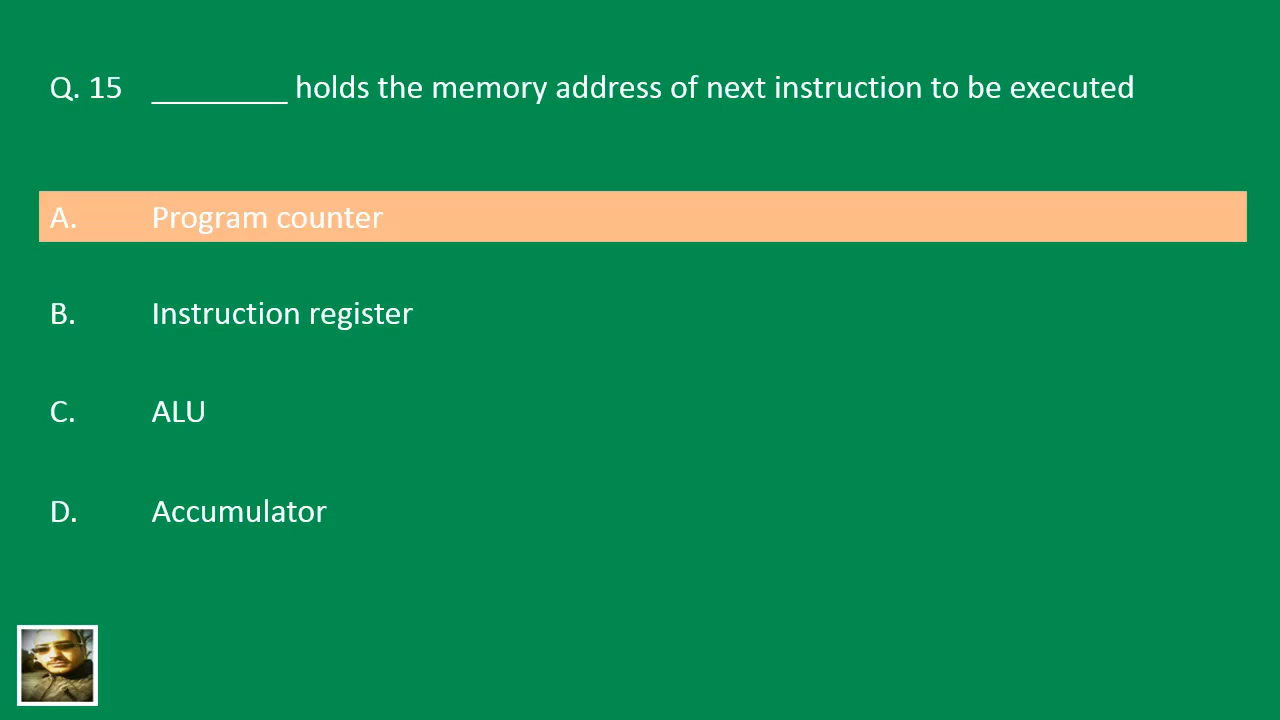 Q. 15 _________ holds the memory address of next instruction to be executed
A. Program counter
B. Instruction register
C. ALU
D. Accumulator